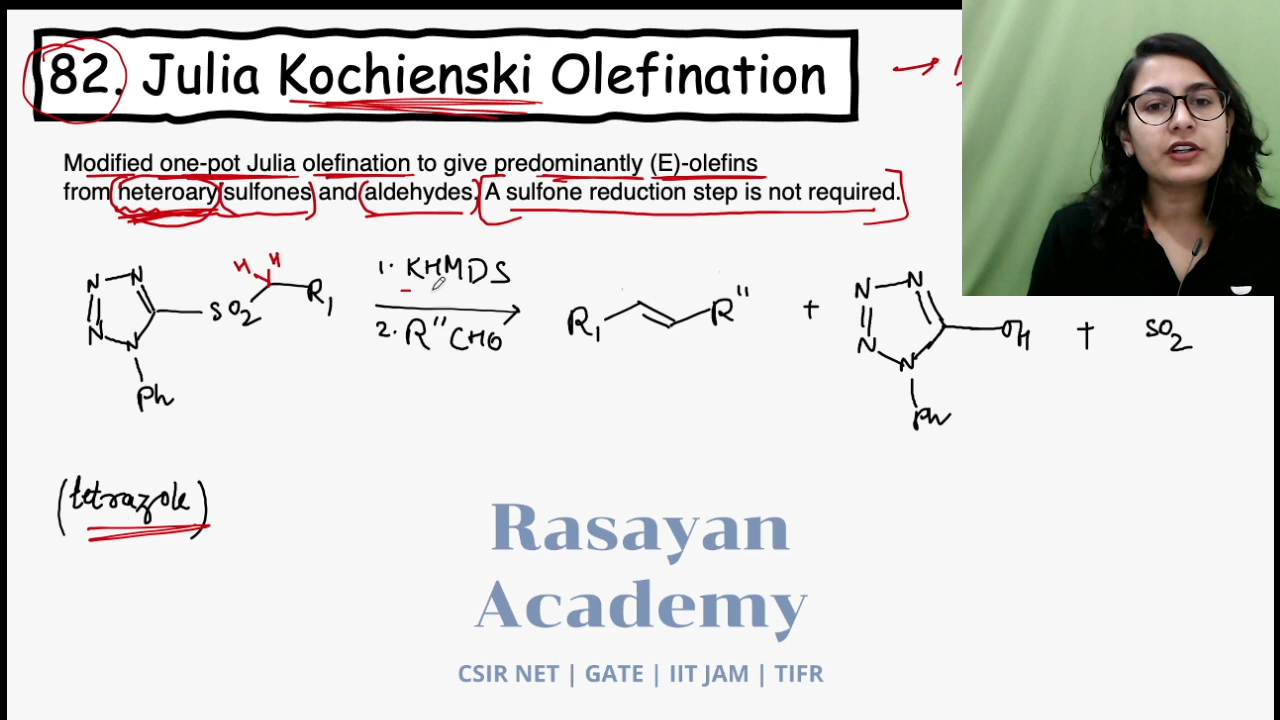 82. Julia Kochienski Olefination
Modified one-pot Julia olefination to give predominantly (E)-olefins
from heteroary sulfones and aldehydes. A sulfone reduction step is not required.
H H
N N N N Ph SO2 R1
1. KHMDS
2. R"CHO
R1 R"
+
N N N N Ph OH
+
SO2
(tetrazole)
Rasayan
Academy
CSIR NET | GATE | IIT JAM | TIFR